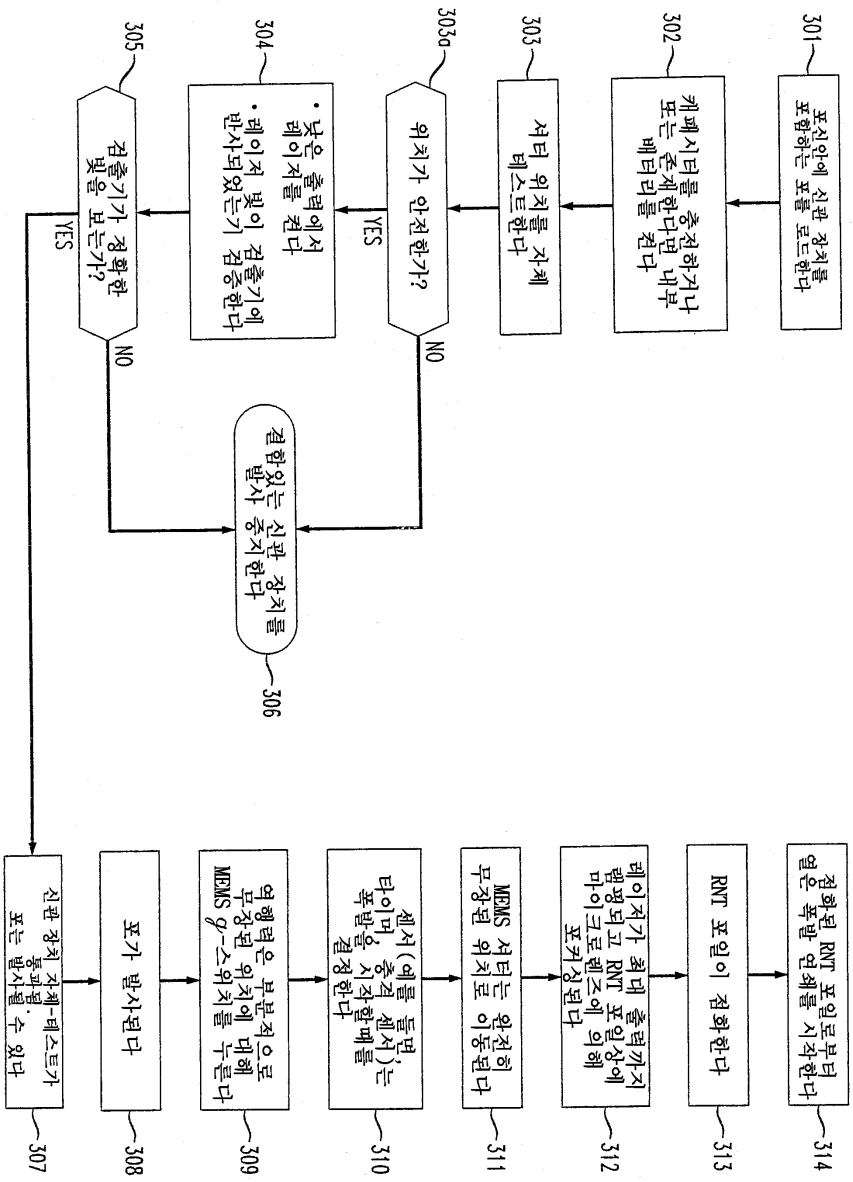 301
포신안에 신관 장치를
포함하는 포를 로드한다
302
캐패시터를 충전하거나
또는 존재한다면 내부
배터리를 켠다
303
셔터 위치를 자체
테스트한다
303a
위치가 안전한가?
YES
NO
304
• 낮은 출력에서
레이저를 켠다
• 레이저 빛이 검출기에
반사되었는가 검증한다
305
검출기가 정확한
빛을 보는가?
YES
NO
결함있는 신관 장치를
발사 중지한다
306
신관 장치 자체-테스트가
통과됨.
포는 발사될 수 있다
307
포가 발사된다
308
역행력은 부분적으로
무장된 위치에 대해
MEMS g-스위치를 누른다
309
센서(예를 들면,
타이머, 충격 센서)는
폭발을 시작할때를
결정한다
310
MEMS 셔터는 완전히
무장된 위치로 이동된다
311
레이저가 최대 출력까지
램핑되고 RNT 포일상에
마이크로렌즈에 의해
포커싱된다
312
RNT 포일이 점화한다
313
점화된 RNT 포일로부터
열은 폭발 연쇄를 시작한다
314